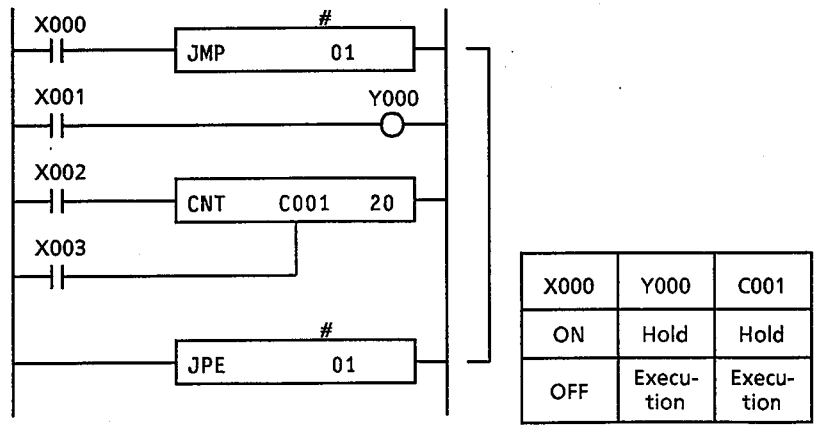 X000
#
JMP 01
X001
Y000
X002
CNT C001 20
X003
#
JPE 01
X000 Y000 C001
ON Hold Hold
OFF Execu-
tion Execu-
tion